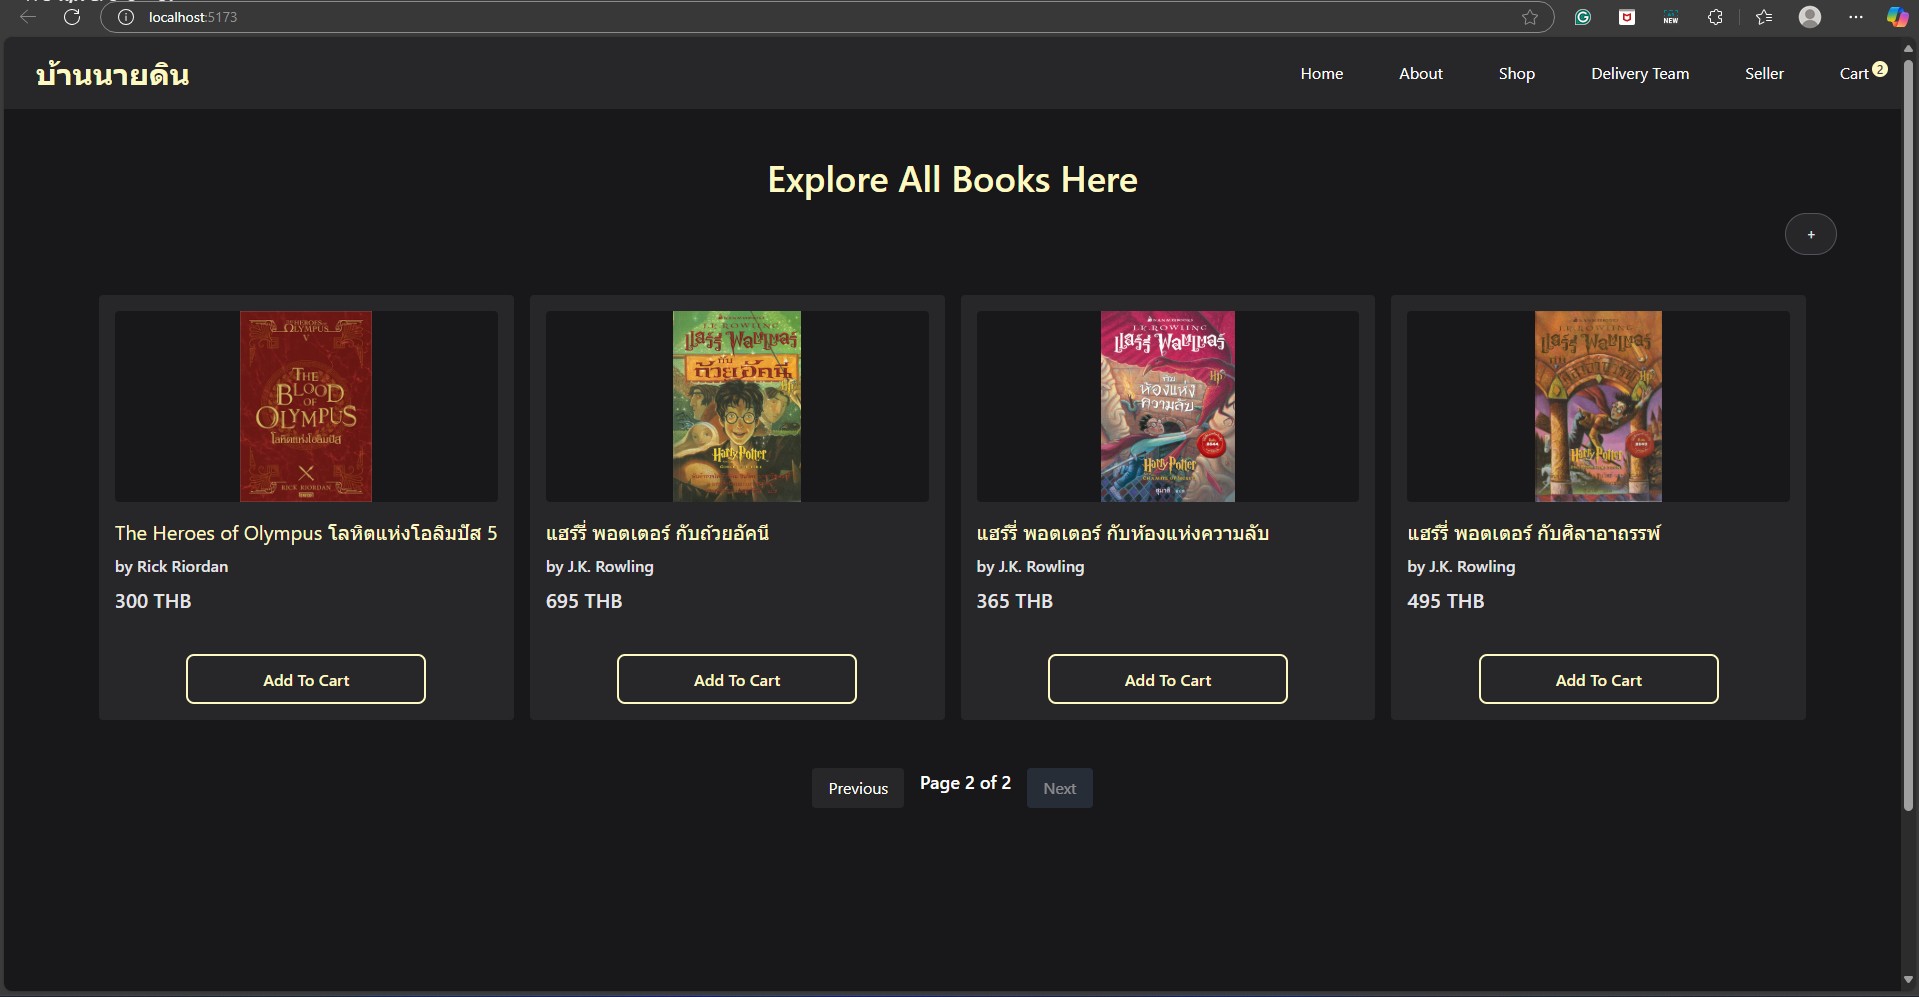 localhost:5173
NEW
บ้านนายดิน
Home
About
Shop
Delivery Team
Seller
Cart 2
Explore All Books Here
+
THE HEROES OF OLYMPUS
V
THE
BLOOD
OF
OLYMPUS
โลหิตแห่งโอลิมปัส
RICK RIORDAN
The Heroes of Olympus โลหิตแห่งโอลิมปัส 5
by Rick Riordan
300 THB
Add To Cart
J.K. ROWLING
แฮร์รี่ พอตเตอร์
กับ
ถ้วยอัคนี
Harry Potter
แฮร์รี่ พอตเตอร์ กับถ้วยอัคนี
by J.K. Rowling
695 THB
Add To Cart
J.K. ROWLING
แฮร์รี่ พอตเตอร์
กับ
ห้องแห่ง
ความลับ
Harry Potter
แฮร์รี่ พอตเตอร์ กับห้องแห่งความลับ
by J.K. Rowling
365 THB
Add To Cart
J.K. ROWLING
แฮร์รี่ พอตเตอร์
Harry Potter
แฮร์รี่ พอตเตอร์ กับศิลาอาถรรพ์
by J.K. Rowling
495 THB
Add To Cart
Previous
Page 2 of 2
Next